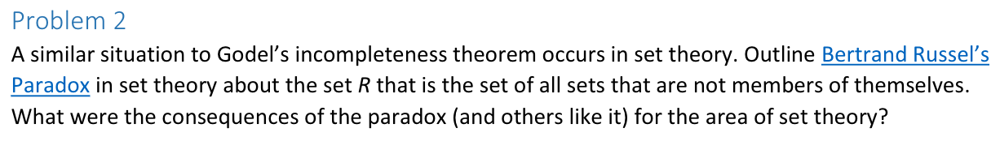 Problem 2
A similar situation to Godel’s incompleteness theorem occurs in set theory. Outline Bertrand Russel’s
Paradox in set theory about the set R that is the set of all sets that are not members of themselves.
What were the consequences of the paradox (and others like it) for the area of set theory?